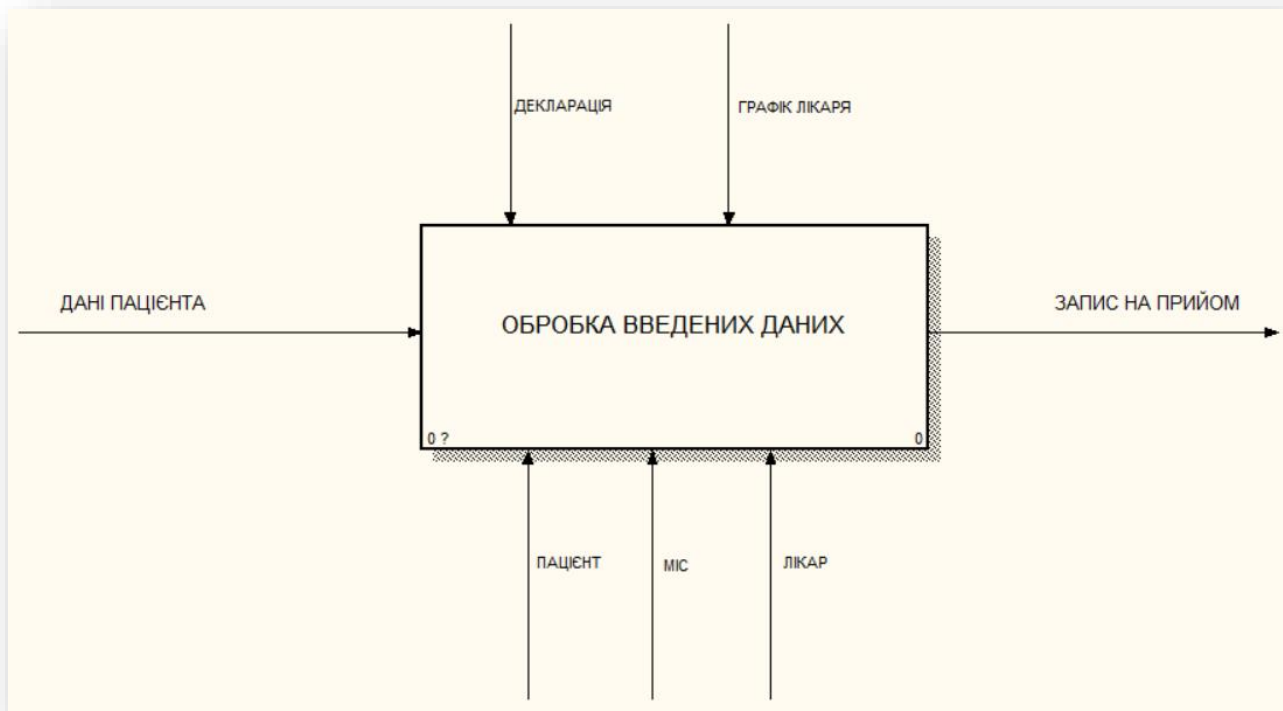 ДЕКЛАРАЦІЯ
ГРАФІК ЛІКАРЯ
ДАНІ ПАЦІЄНТА
ЗАПИС НА ПРИЙОМ
ОБРОБКА ВВЕДЕНИХ ДАНИХ
0 ?
0
ПАЦІЄНТ
МІС
ЛІКАР